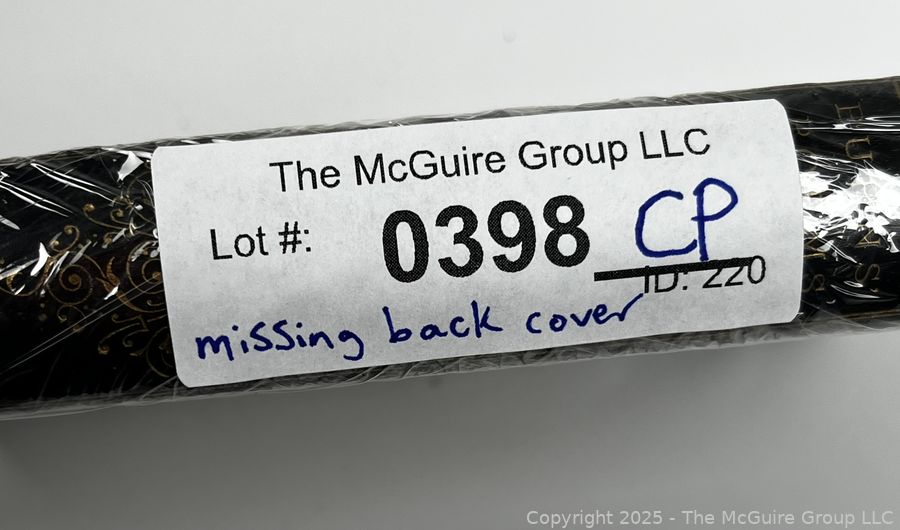 The McGuire Group LLC
Lot #: 0398 CP
ID: 220
missing back cover
Copyright 2025 - The McGuire Group LLC